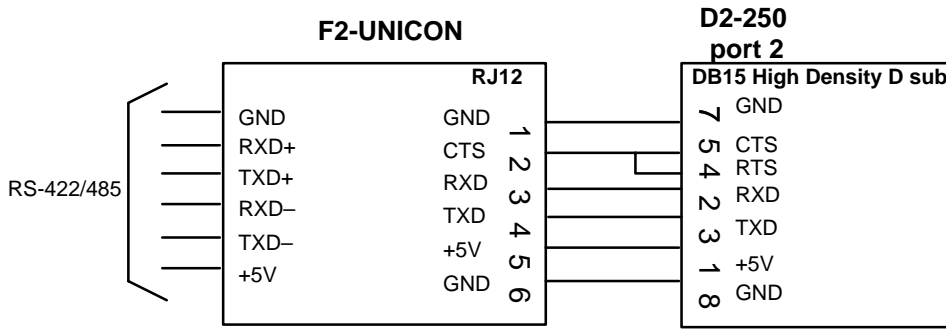 F2-UNICON
D2-250
port 2
RS-422/485
GND
RXD+
TXD+
RXD–
TXD–
+5V
RJ12
GND 1
CTS 2
RXD 3
TXD 4
+5V 5
GND 6
DB15 High Density D sub
7 GND
5 CTS
4 RTS
2 RXD
3 TXD
1 +5V
8 GND